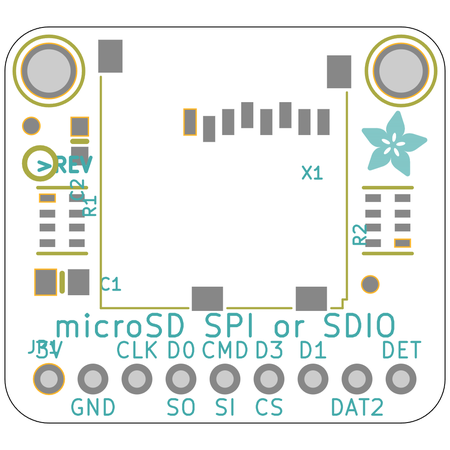 >REV
X1
C2
R1
R2
C1
microSD SPI or SDIO
JP1
3V CLK D0 CMD D3 D1 DET
GND SO SI CS DAT2